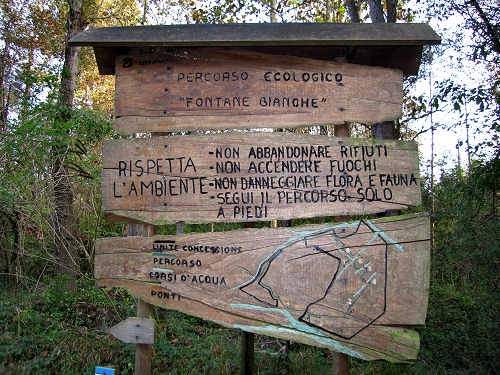 PERCORSO ECOLOGICO
"FONTANE BIANCHE"
RISPETTA
L'AMBIENTE
-NON ABBANDONARE RIFIUTI
-NON ACCENDERE FUOCHI
-NON DANNEGGIARE FLORA E FAUNA
-SEGUI IL PERCORSO SOLO
A PIEDI
LIMITE CONCESSIONE
PERCORSO
CORSI D'ACQUA
PONTI